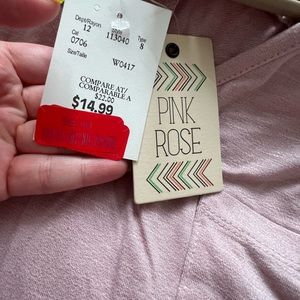 Dept/Rayon
12
Style
113040
Type
8
Cat
0706
Size/Taille
W0417
COMPARE AT/
COMPARABLE A
$22.00
$14.99
PINK
ROSE